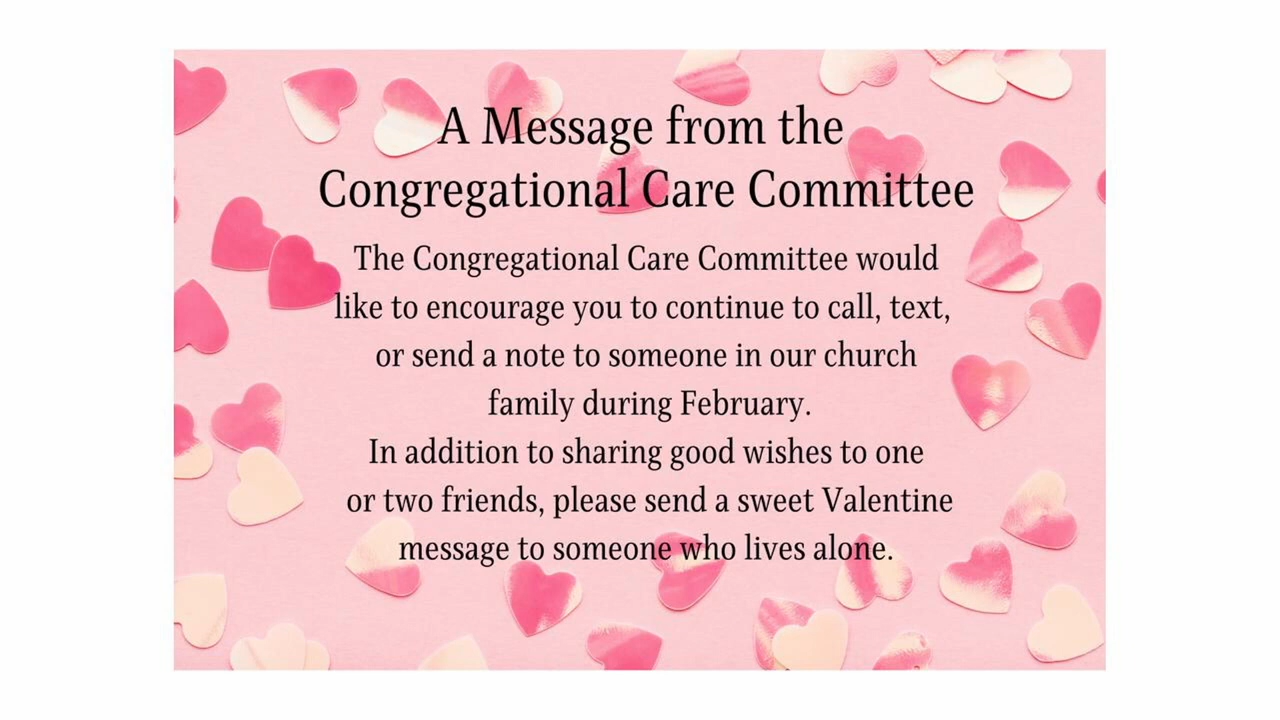 A Message from the
Congregational Care Committee
The Congregational Care Committee would
like to encourage you to continue to call, text,
or send a note to someone in our church
family during February.
In addition to sharing good wishes to one
or two friends, please send a sweet Valentine
message to someone who lives alone.